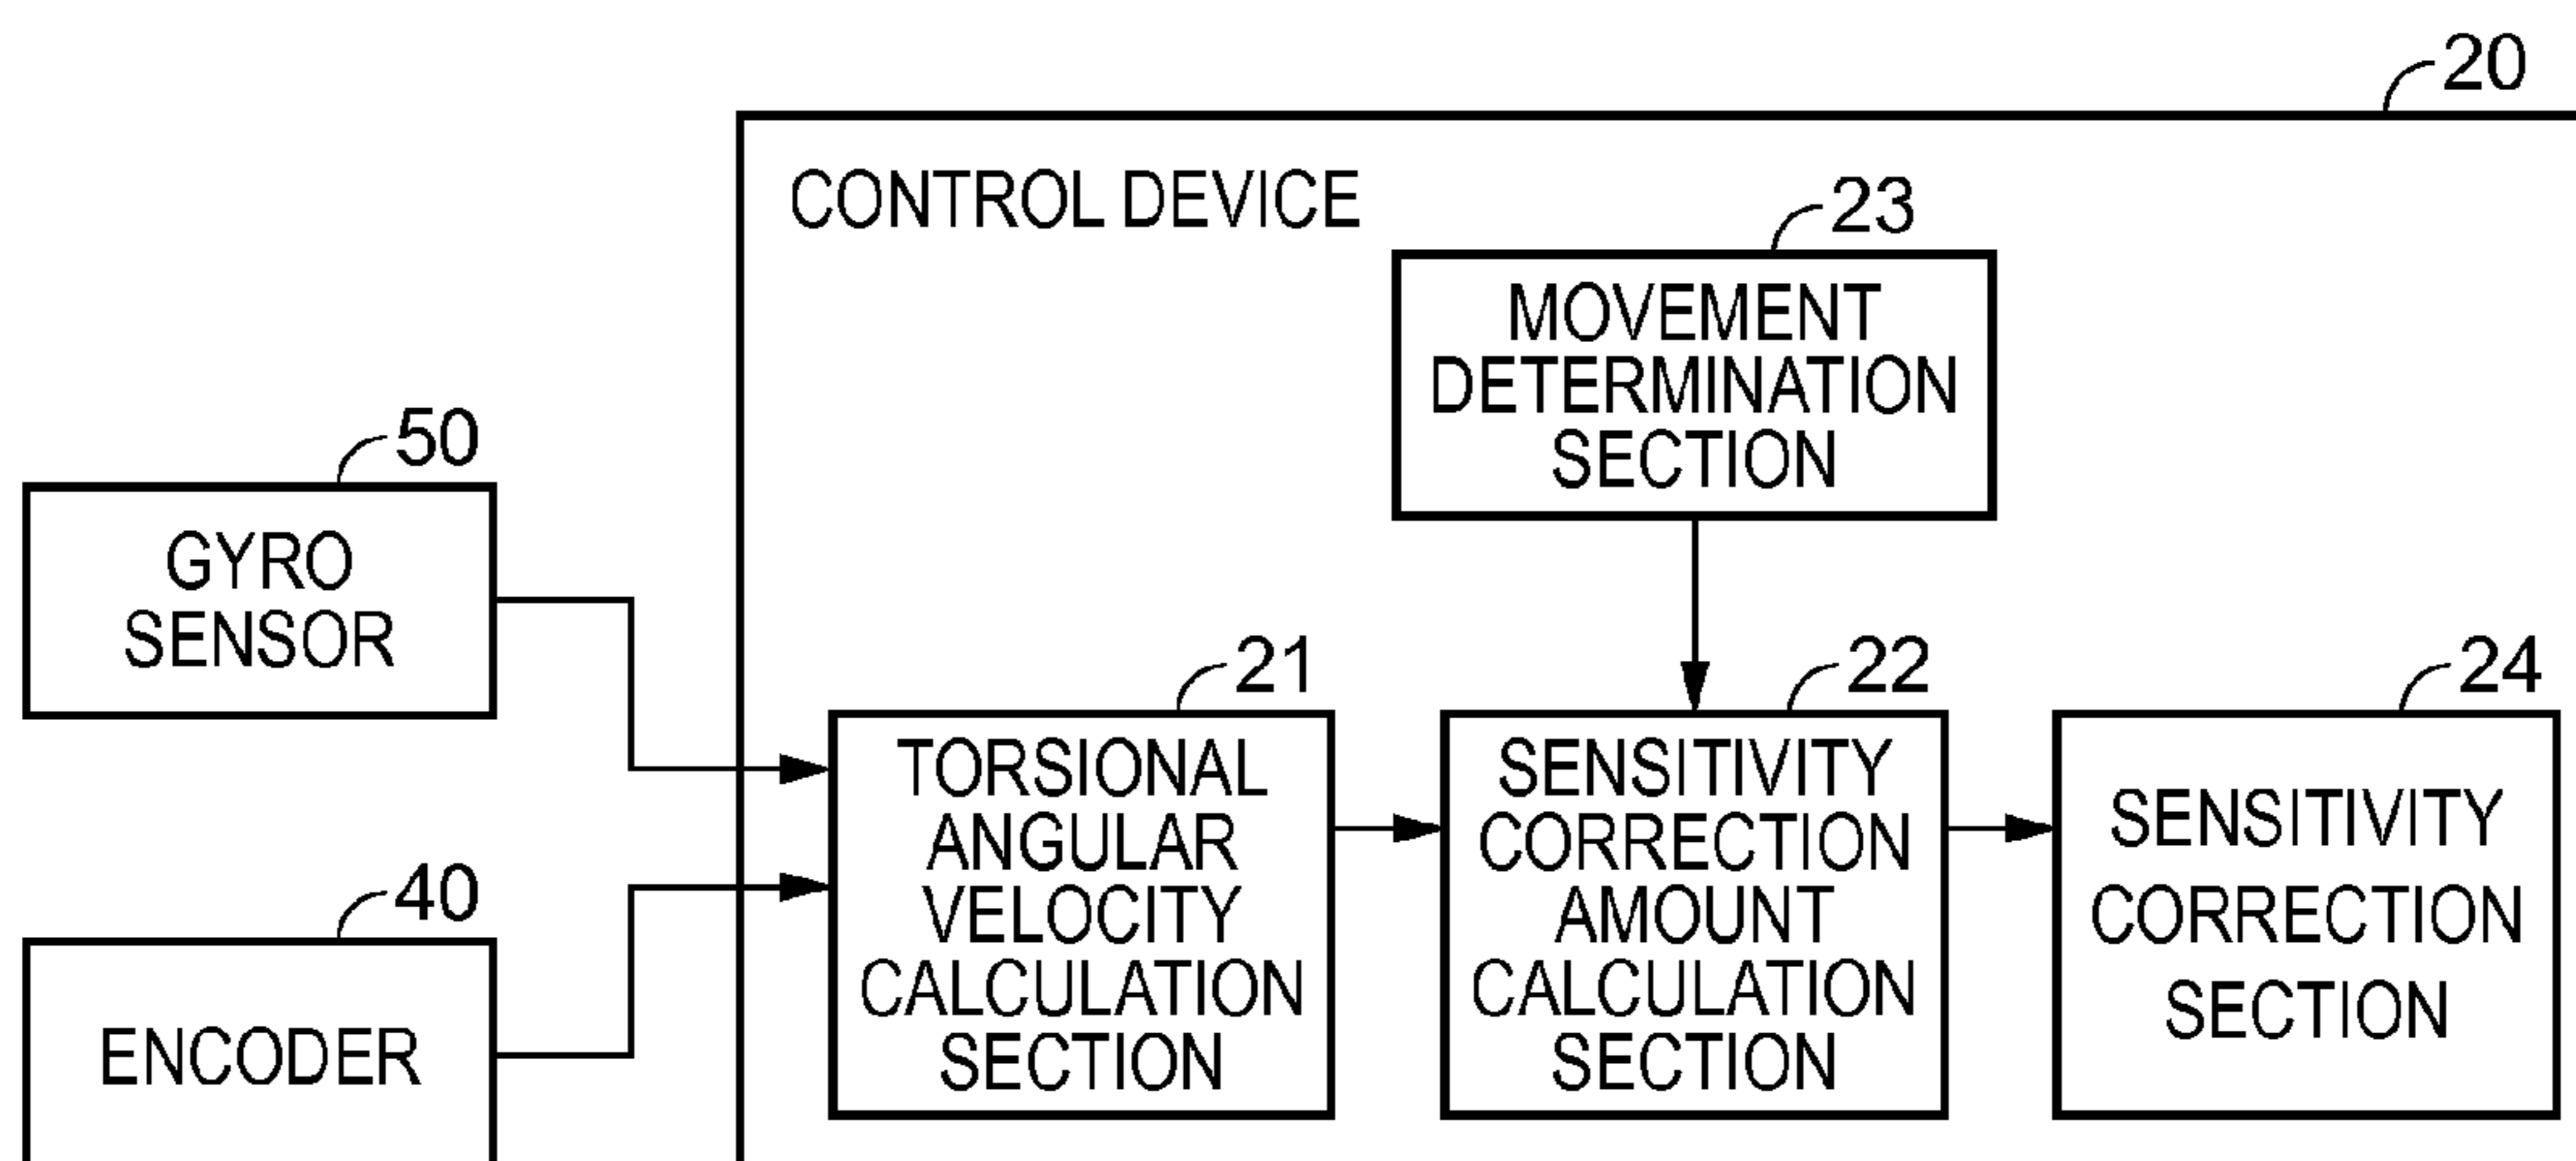 20
CONTROL DEVICE
23
MOVEMENT
DETERMINATION
SECTION
50
GYRO
SENSOR
21
TORSIONAL
ANGULAR
VELOCITY
CALCULATION
SECTION
22
SENSITIVITY
CORRECTION
AMOUNT
CALCULATION
SECTION
24
SENSITIVITY
CORRECTION
SECTION
40
ENCODER